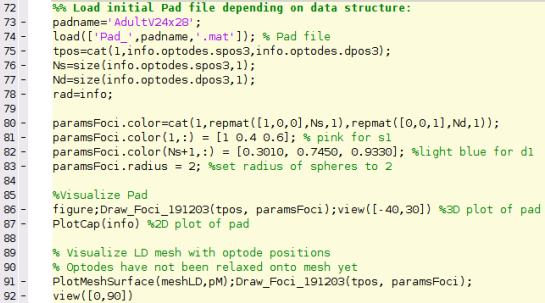 72 %% Load initial Pad file depending on data structure:
73 - padname='AdultV24x28';
74 - load(['Pad_',padname,'.mat']); % Pad file
75 - tpos=cat(1,info.optodes.spos3,info.optodes.dpos3);
76 - Ns=size(info.optodes.spos3,1);
77 - Nd=size(info.optodes.dpos3,1);
78 - rad=info;
79
80 - paramsFoci.color=cat(1,repmat([1,0,0],Ns,1),repmat([0,0,1],Nd,1));
81 - paramsFoci.color(1,:) = [1 0.4 0.6]; % pink for s1
82 - paramsFoci.color(Ns+1,:) = [0.3010, 0.7450, 0.9330]; %light blue for d1
83 - paramsFoci.radius = 2; %set radius of spheres to 2
84
85 %Visualize Pad
86 - figure;Draw_Foci_191203(tpos, paramsFoci);view([-40,30]) %3D plot of pad
87 - PlotCap(info) %2D plot of pad
88
89 % Visualize LD mesh with optode positions
90 % Optodes have not been relaxed onto mesh yet
91 - PlotMeshSurface(meshLD,pM);Draw_Foci_191203(tpos, paramsFoci);
92 - view([0,90])